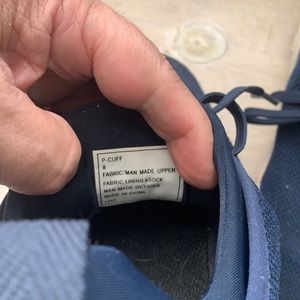 P-CUFF
8
FABRIC/MAN MADE UPPER
FABRIC LINING &SOCK
MAN MADE OUTSOLE
MADE IN CHINA